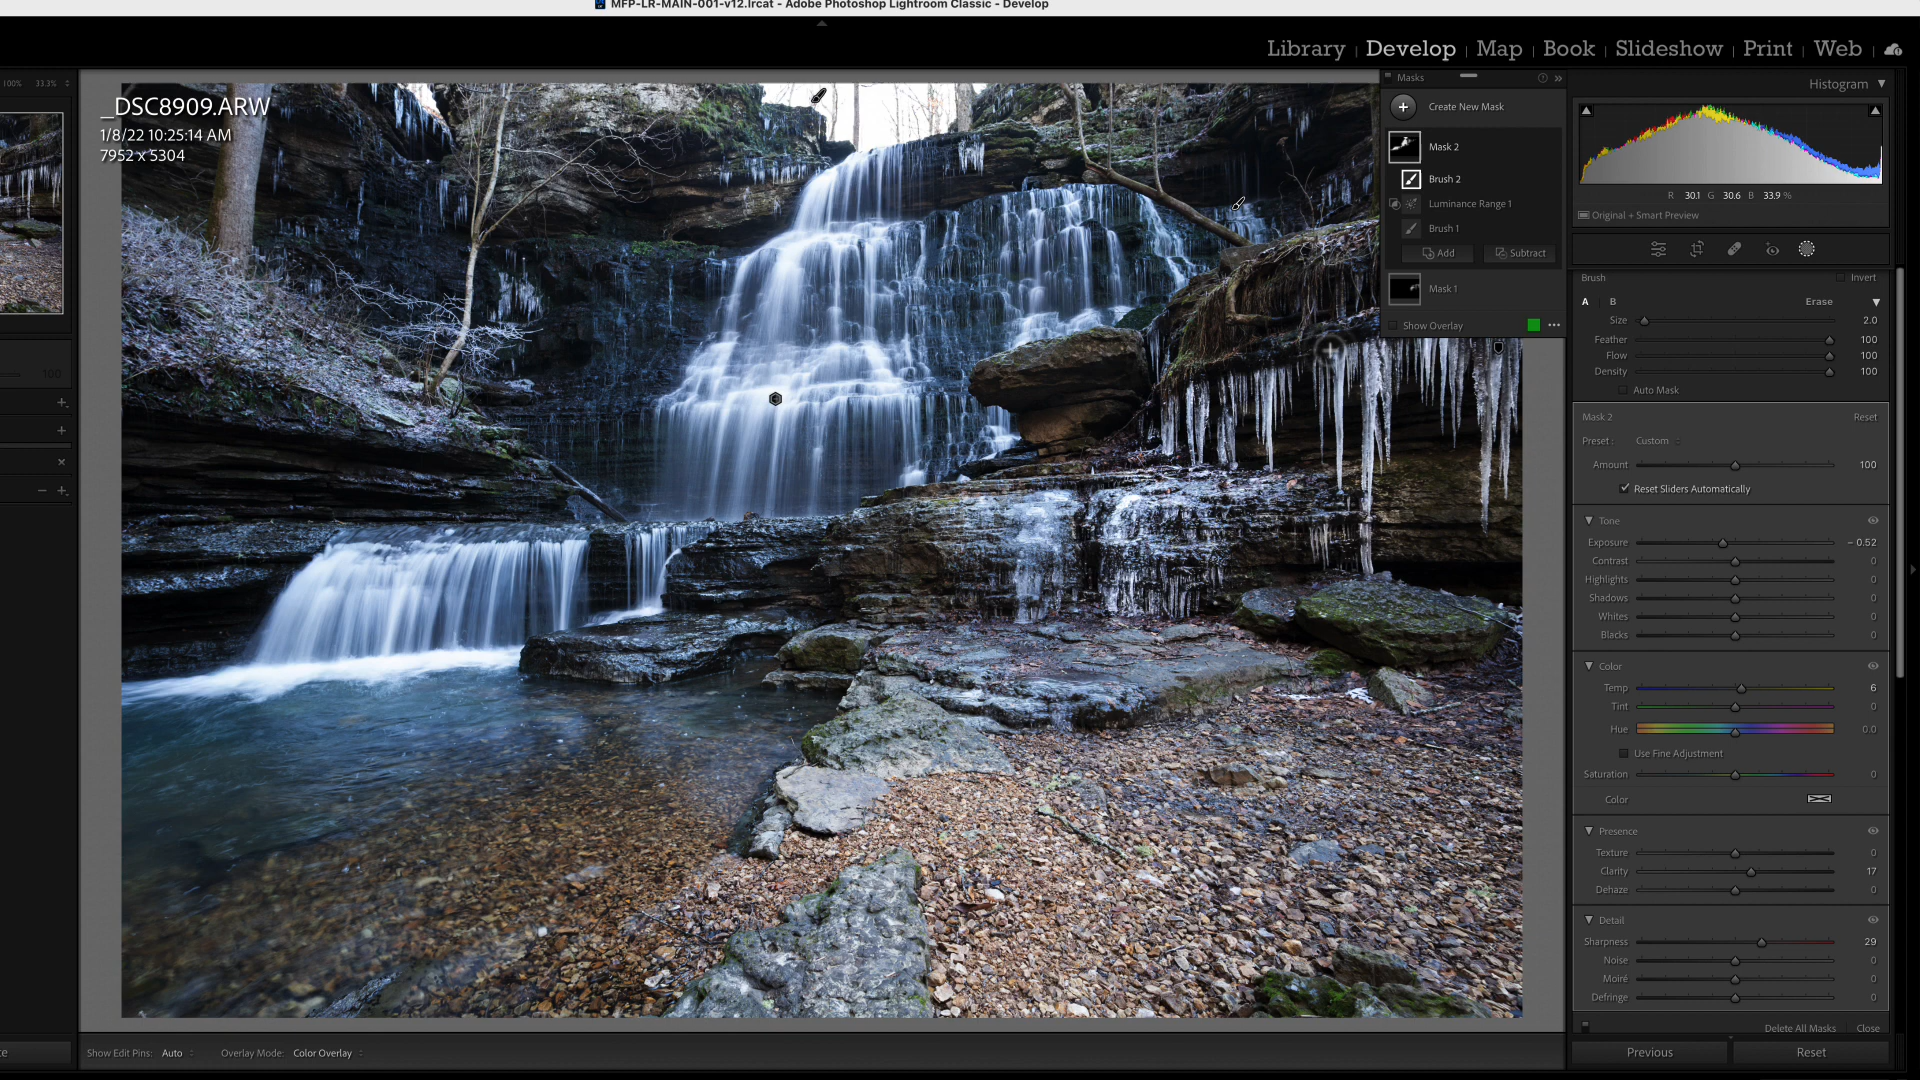 MFP-LR-MAIN-001-v12.lrcat - Adobe Photoshop Lightroom Classic - Develop
Library | Develop | Map | Book | Slideshow | Print | Web
100% 33.3%
_DSC8909.ARW
1/8/22 10:25:14 AM
7952 x 5304
100
Masks
Create New Mask
Mask 2
Brush 2
Luminance Range 1
Brush 1
Add Subtract
Mask 1
Show Overlay
Histogram
R 30.1 G 30.6 B 33.9 %
Original + Smart Preview
Brush Invert
A B Erase
Size 2.0
Feather 100
Flow 100
Density 100
Auto Mask
Mask 2 Reset
Preset : Custom
Amount 100
Reset Sliders Automatically
Tone
Exposure – 0.52
Contrast 0
Highlights 0
Shadows 0
Whites 0
Blacks 0
Color
Temp 6
Tint 0
Hue 0.0
Use Fine Adjustment
Saturation 0
Color
Presence
Texture 0
Clarity 17
Dehaze 0
Detail
Sharpness 29
Noise 0
Moiré 0
Defringe 0
Delete All Masks Close
Previous Reset
Show Edit Pins: Auto Overlay Mode: Color Overlay